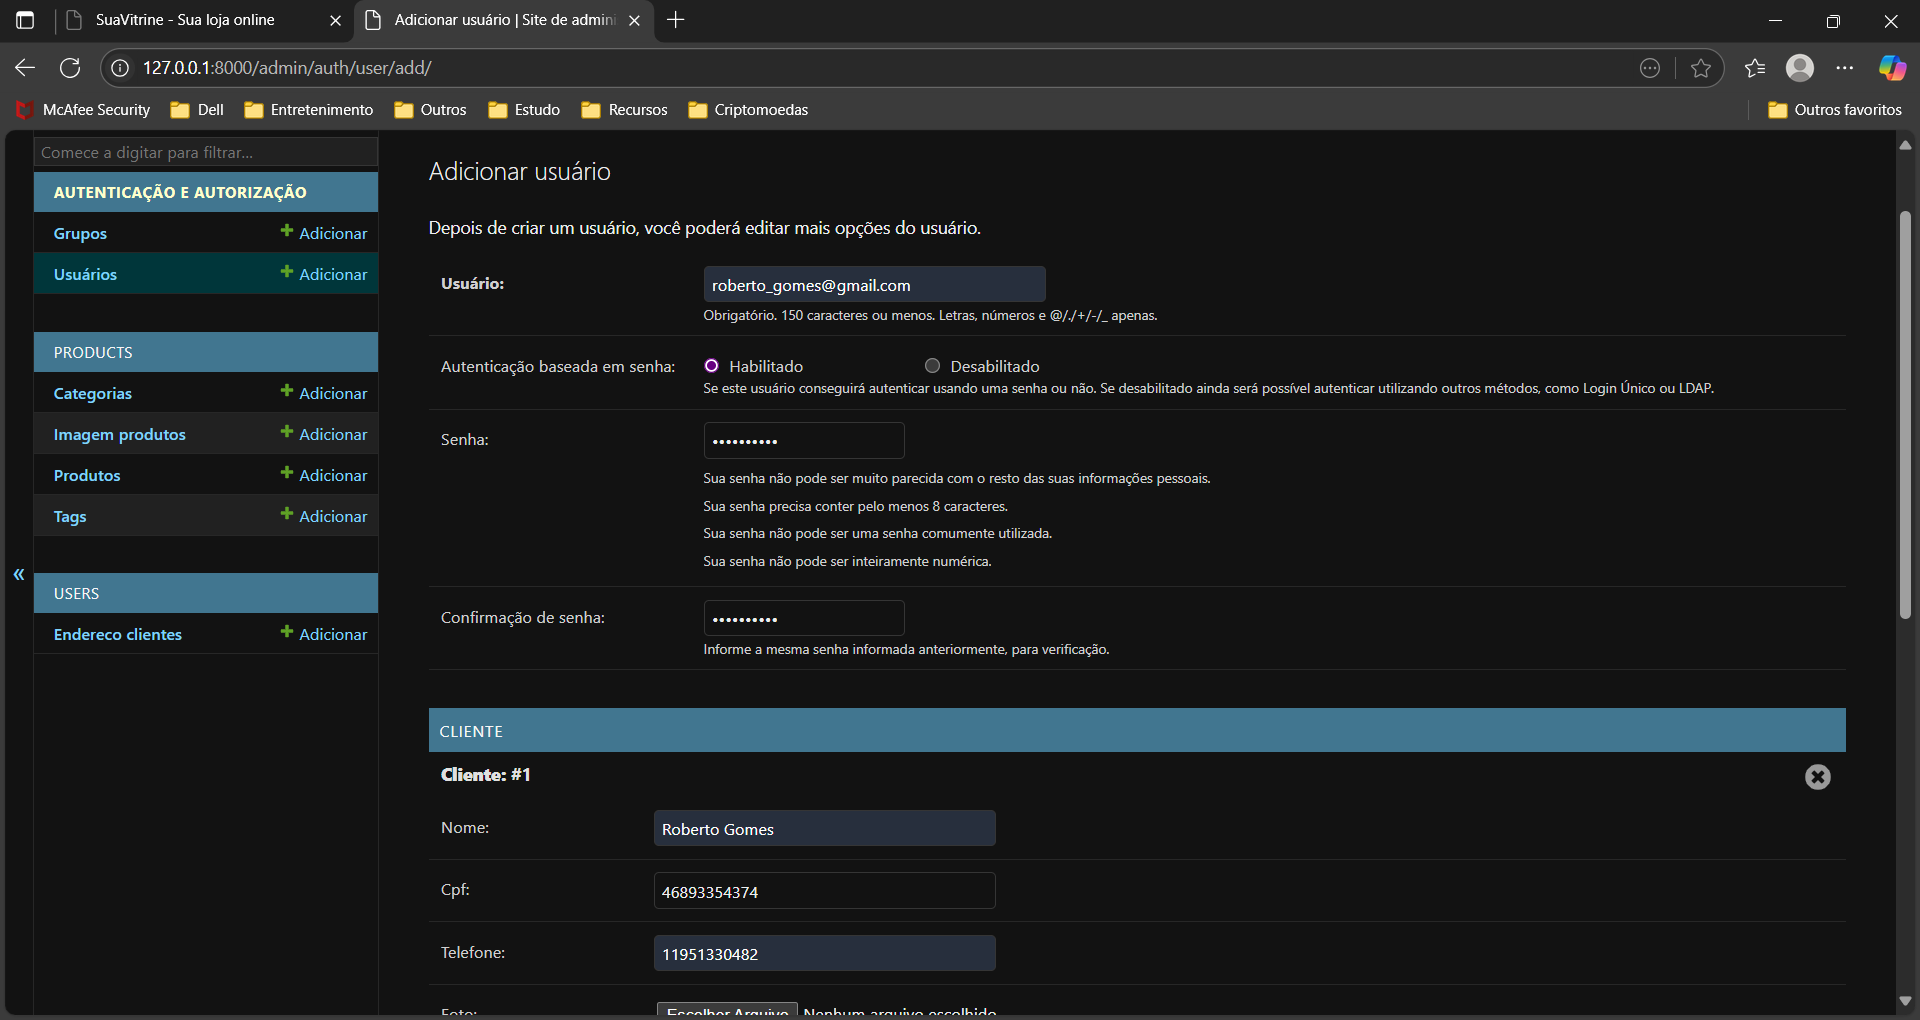 SuaVitrine - Sua loja online
Adicionar usuário | Site de admin
127.0.0.1:8000/admin/auth/user/add/
McAfee Security
Dell
Entretenimento
Outros
Estudo
Recursos
Criptomoedas
Outros favoritos
Comece a digitar para filtrar...
AUTENTICAÇÃO E AUTORIZAÇÃO
Grupos
Adicionar
Usuários
Adicionar
PRODUCTS
Categorias
Adicionar
Imagem produtos
Adicionar
Produtos
Adicionar
Tags
Adicionar
«
USERS
Endereco clientes
Adicionar
Adicionar usuário
Depois de criar um usuário, você poderá editar mais opções do usuário.
Usuário:
roberto_gomes@gmail.com
Obrigatório. 150 caracteres ou menos. Letras, números e @/./+/-/_ apenas.
Autenticação baseada em senha:
Habilitado
Desabilitado
Se este usuário conseguirá autenticar usando uma senha ou não. Se desabilitado ainda será possível autenticar utilizando outros métodos, como Login Único ou LDAP.
Senha:
••••••••••
Sua senha não pode ser muito parecida com o resto das suas informações pessoais.
Sua senha precisa conter pelo menos 8 caracteres.
Sua senha não pode ser uma senha comumente utilizada.
Sua senha não pode ser inteiramente numérica.
Confirmação de senha:
••••••••••
Informe a mesma senha informada anteriormente, para verificação.
CLIENTE
Cliente: #1
Nome:
Roberto Gomes
Cpf:
46893354374
Telefone:
11951330482
Foto:
Escolher Arquivo
Nenhum arquivo escolhido